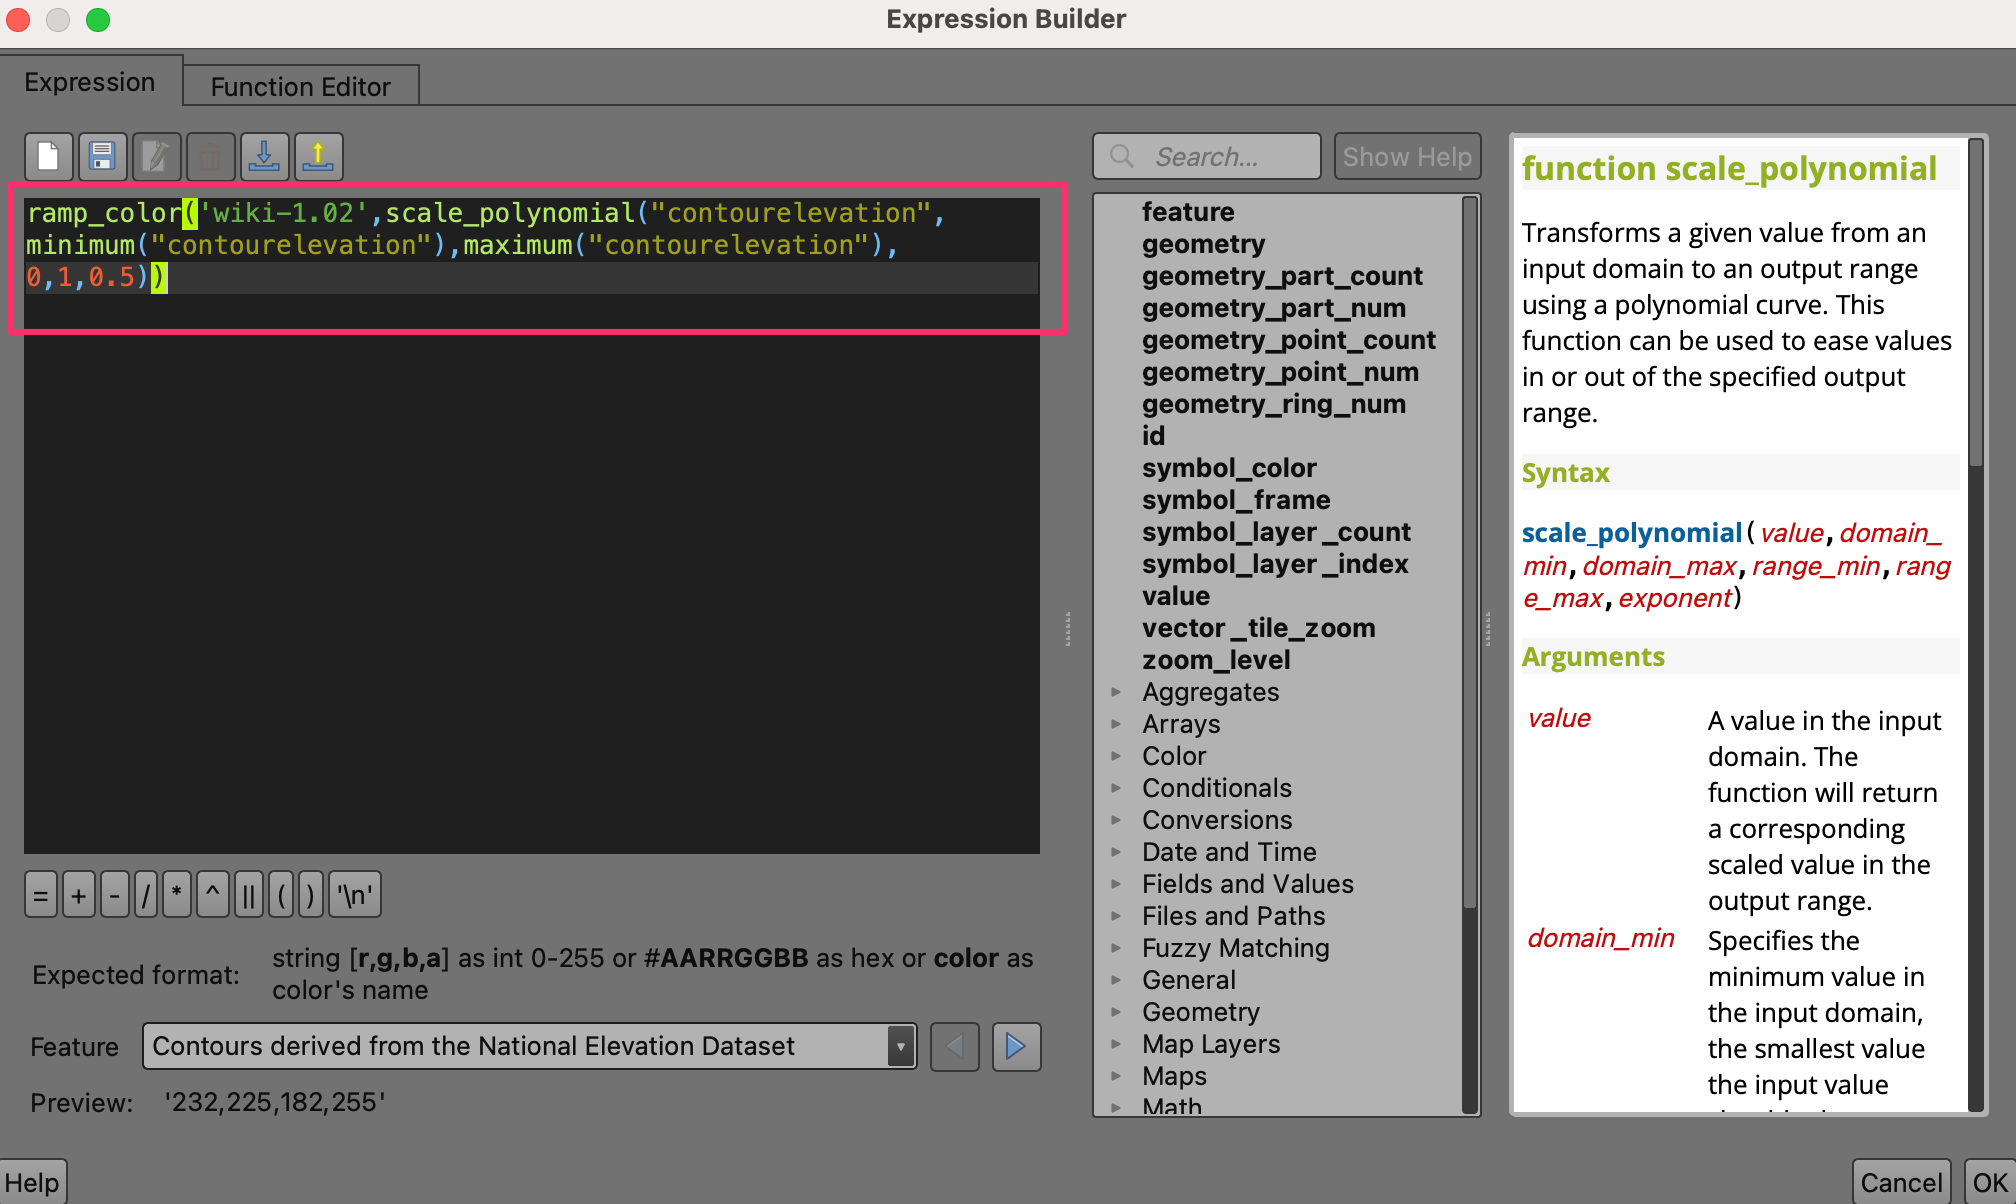 Expression Builder
Expression
Function Editor
ramp_color('wiki-1.02',scale_polynomial("contourelevation",
minimum("contourelevation"),maximum("contourelevation"),
0,1,0.5))
= + - / * ^ || ( ) '\n'
Expected format:
string [r,g,b,a] as int 0-255 or #AARRGGBB as hex or color as
color's name
Feature
Contours derived from the National Elevation Dataset
Preview:
'232,225,182,255'
Help
Search...
Show Help
feature
geometry
geometry_part_count
geometry_part_num
geometry_point_count
geometry_point_num
geometry_ring_num
id
symbol_color
symbol_frame
symbol_layer_count
symbol_layer_index
value
vector_tile_zoom
zoom_level
Aggregates
Arrays
Color
Conditionals
Conversions
Date and Time
Fields and Values
Files and Paths
Fuzzy Matching
General
Geometry
Map Layers
Maps
Math
function scale_polynomial
Transforms a given value from an
input domain to an output range
using a polynomial curve. This
function can be used to ease values
in or out of the specified output
range.
Syntax
scale_polynomial(value,domain_
min,domain_max,range_min,rang
e_max,exponent)
Arguments
value
A value in the input
domain. The
function will return
a corresponding
scaled value in the
output range.
domain_min
Specifies the
minimum value in
the input domain,
the smallest value
the input value
Cancel
OK